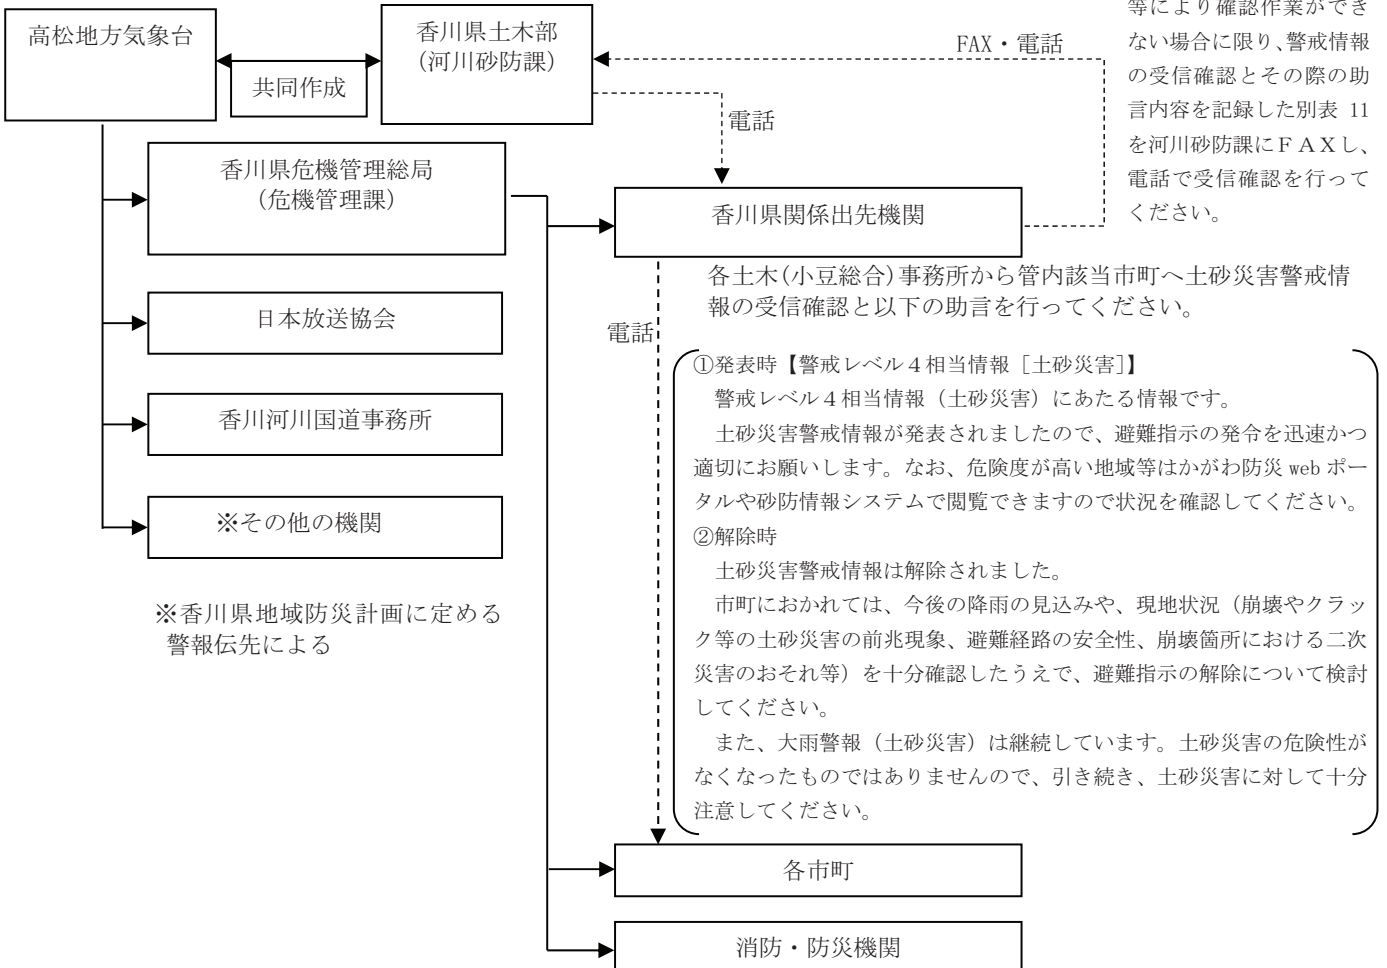 等により確認作業ができ
ない場合に限り、警戒情報
の受信確認とその際の助
言内容を記録した別表 11
を河川砂防課にＦＡＸし、
電話で受信確認を行って
ください。
高松地方気象台
共同作成
香川県土木部
(河川砂防課)
FAX・電話
電話
香川県危機管理総局
(危機管理課)
香川県関係出先機関
日本放送協会
香川河川国道事務所
※その他の機関
※香川県地域防災計画に定める
警報伝先による
各土木(小豆総合)事務所から管内該当市町へ土砂災害警戒情
報の受信確認と以下の助言を行ってください。
電話
①発表時【警戒レベル４相当情報［土砂災害］】
警戒レベル４相当情報（土砂災害）にあたる情報です。
土砂災害警戒情報が発表されましたので、避難指示の発令を迅速かつ
適切にお願いします。なお、危険度が高い地域等はかがわ防災 web ポー
タルや砂防情報システムで閲覧できますので状況を確認してください。
②解除時
土砂災害警戒情報は解除されました。
市町におかれては、今後の降雨の見込みや、現地状況（崩壊やクラッ
ク等の土砂災害の前兆現象、避難経路の安全性、崩壊箇所における二次
災害のおそれ等）を十分確認したうえで、避難指示の解除について検討
してください。
また、大雨警報（土砂災害）は継続しています。土砂災害の危険性が
なくなったものではありませんので、引き続き、土砂災害に対して十分
注意してください。
各市町
消防・防災機関